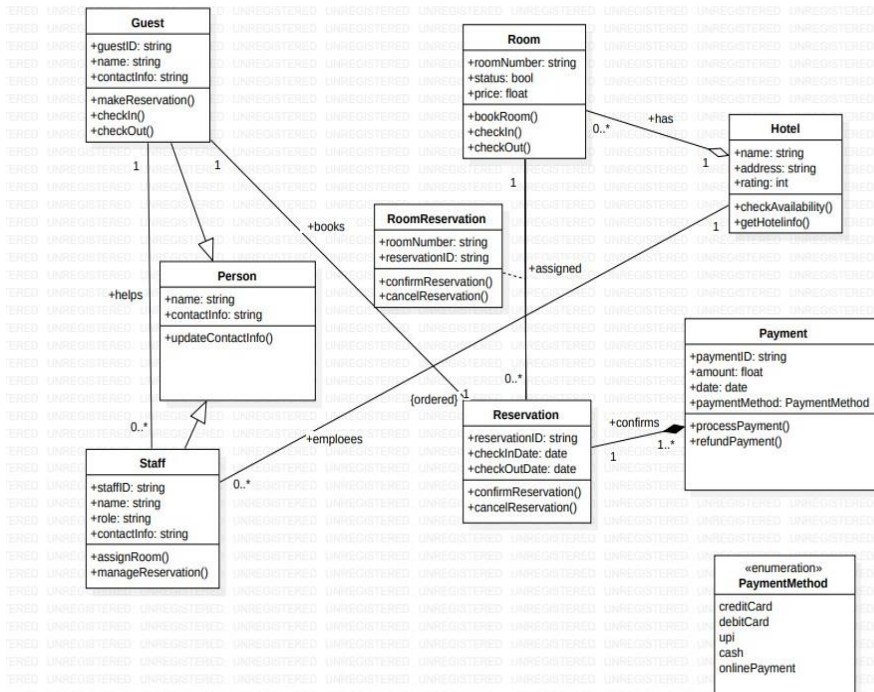 Guest
+guestID: string
+name: string
+contactInfo: string
+makeReservation()
+checkIn()
+checkOut()
Room
+roomNumber: string
+status: bool
+price: float
+bookRoom()
+checkIn()
+checkOut()
+has
0..*
1
Hotel
+name: string
+address: string
+rating: int
+checkAvailability()
+getHotelinfo()
1
1
1
1
+books
RoomReservation
+roomNumber: string
+reservationID: string
+confirmReservation()
+cancelReservation()
+assigned
Person
+name: string
+contactInfo: string
+updateContactInfo()
+helps
Payment
+paymentID: string
+amount: float
+date: date
+paymentMethod: PaymentMethod
+processPayment()
+refundPayment()
0..*
{ordered}
1
Reservation
+reservationID: string
+checkInDate: date
+checkOutDate: date
+confirmReservation()
+cancelReservation()
+confirms
1
1..*
0..*
+emploees
0..*
Staff
+staffID: string
+name: string
+role: string
+contactInfo: string
+assignRoom()
+manageReservation()
«enumeration»
PaymentMethod
creditCard
debitCard
upi
cash
onlinePayment
UNREGISTERED